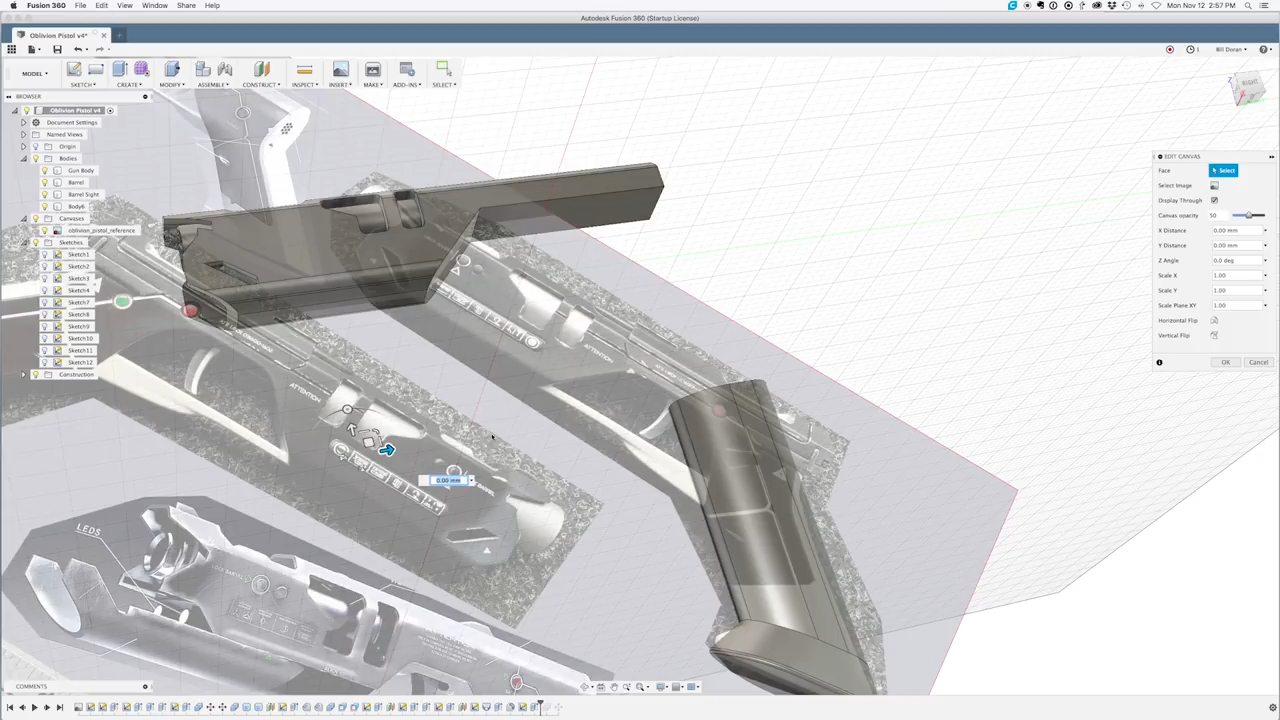 Fusion 360 File Edit View Window Share Help
Mon Nov 12 2:57 PM
Autodesk Fusion 360 (Startup License)
Oblivion Pistol v4*
1
Bill Doran
MODEL
SKETCH
CREATE
MODIFY
ASSEMBLE
CONSTRUCT
INSPECT
INSERT
MAKE
ADD-INS
SELECT
RIGHT
Z
BROWSER
Oblivion Pistol v4
Document Settings
Named Views
Origin
Bodies
Gun Body
Barrel
Barrel Sight
Body6
Canvases
oblivion_pistol_reference
Sketches
Sketch1
Sketch2
Sketch3
Sketch4
Sketch7
Sketch8
Sketch9
Sketch10
Sketch11
Sketch12
Construction
EDIT CANVAS
Face Select
Select Image
Display Through
Canvas opacity 50
X Distance 0.00 mm
Y Distance 0.00 mm
Z Angle 0.0 deg
Scale X 1.00
Scale Y 1.00
Scale Plane XY 1.00
Horizontal Flip
Vertical Flip
OK Cancel
ATTENTION
ATTENTION
0.00 mm
LEDS
COMMENTS